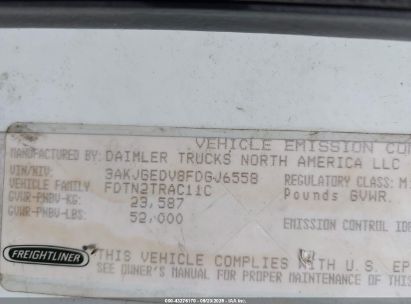 VEHICLE EMISSION CO
MANUFACTURED BY: DAIMLER TRUCKS NORTH AMERICA LLC
VIN/NIV: 3AKJGEDV8FDGJ6558 REGULATORY CLASS: M
VEHICLE FAMILY FDTN2TRAC11C Pounds GVWR.
GVWR-PNBV-KG: 23,587
GVWR-PNBV-LBS: 52,000 EMISSION CONTROL IDE
FREIGHTLINER
THIS VEHICLE COMPLIES WITH U.S. EP
SEE OWNER'S MANUAL FOR PROPER MAINTENANCE OF THIS